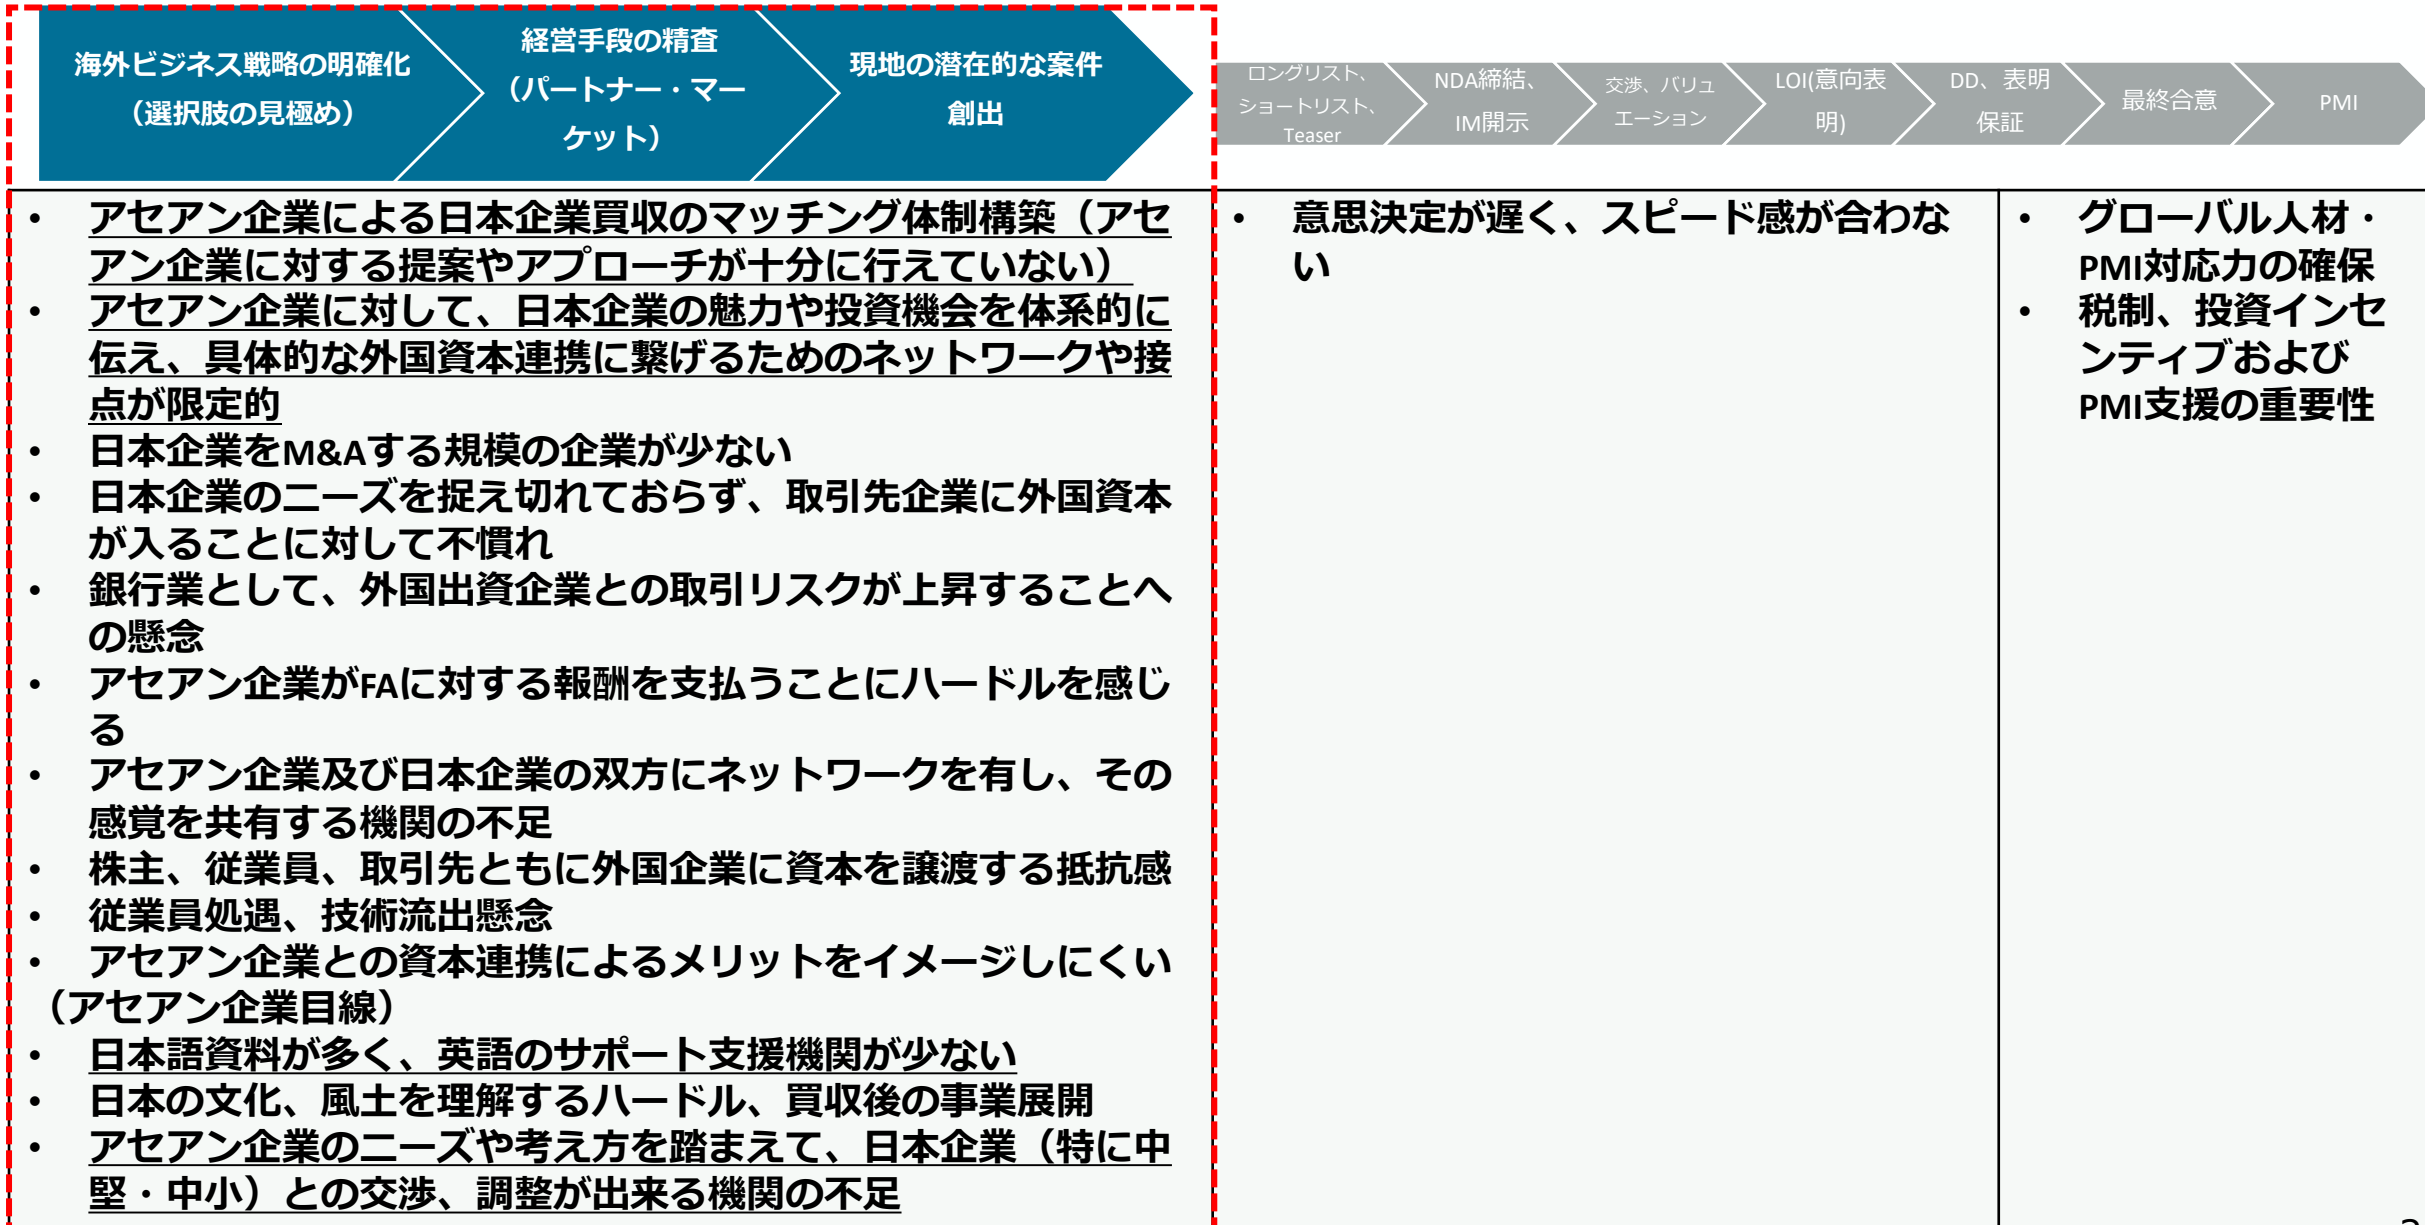 海外ビジネス戦略の明確化
（選択肢の見極め）
経営手段の精査
（パートナー・マー
ケット）
現地の潜在的な案件
創出
ロングリスト、
ショートリスト、
Teaser
NDA締結、
IM開示
交渉、バリュ
エーション
LOI(意向表
明)
DD、表明
保証
最終合意
PMI
• アセアン企業による日本企業買収のマッチング体制構築（アセ
アン企業に対する提案やアプローチが十分に行えていない）
• アセアン企業に対して、日本企業の魅力や投資機会を体系的に
伝え、具体的な外国資本連携に繋げるためのネットワークや接
点が限定的
• 日本企業をM&Aする規模の企業が少ない
• 日本企業のニーズを捉え切れておらず、取引先企業に外国資本
が入ることに対して不慣れ
• 銀行業として、外国出資企業との取引リスクが上昇することへ
の懸念
• アセアン企業がFAに対する報酬を支払うことにハードルを感じ
る
• アセアン企業及び日本企業の双方にネットワークを有し、その
感覚を共有する機関の不足
• 株主、従業員、取引先ともに外国企業に資本を譲渡する抵抗感
• 従業員処遇、技術流出懸念
• アセアン企業との資本連携によるメリットをイメージしにくい
（アセアン企業目線）
• 日本語資料が多く、英語のサポート支援機関が少ない
• 日本の文化、風土を理解するハードル、買収後の事業展開
• アセアン企業のニーズや考え方を踏まえて、日本企業（特に中
堅・中小）との交渉、調整が出来る機関の不足
• 意思決定が遅く、スピード感が合わな
い
• グローバル人材・
PMI対応力の確保
• 税制、投資インセ
ンティブおよび
PMI支援の重要性